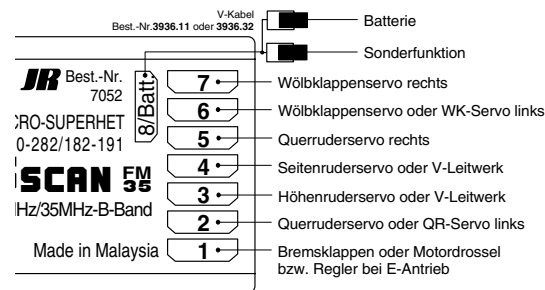 V-Kabel
Best.-Nr.3936.11 oder 3936.32
Batterie
Sonderfunktion
JR Best.-Nr.
7052
8/Batt.
CRO-SUPERHET
0-282/182-191
SCAN FM 35
Hz/35MHz-B-Band
Made in Malaysia
7 Wölbklappenservo rechts
6 Wölbklappenservo oder WK-Servo links
5 Querruderservo rechts
4 Seitenruderservo oder V-Leitwerk
3 Höhenruderservo oder V-Leitwerk
2 Querruderservo oder QR-Servo links
1 Bremsklappen oder Motordrossel
bzw. Regler bei E-Antrieb